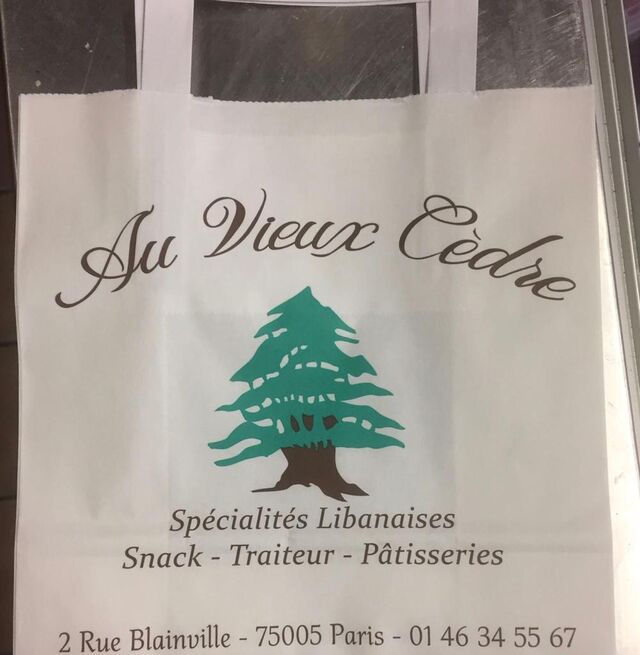 Au Vieux Cèdre
Spécialités Libanaises
Snack - Traiteur - Pâtisseries
2 Rue Blainville - 75005 Paris - 01 46 34 55 67